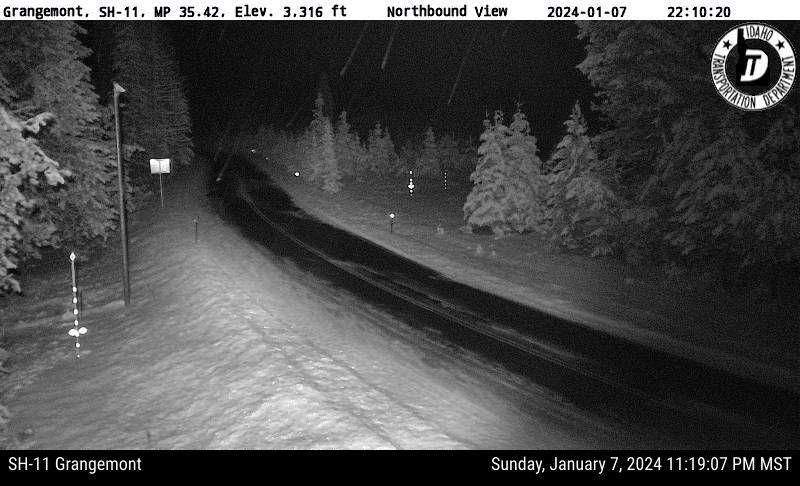 Grangemont, SH-11, MP 35.42, Elev. 3,316 ft Northbound View 2024-01-07 22:10:20
IDAHO
TRANSPORTATION DEPARTMENT
SH-11 Grangemont Sunday, January 7, 2024 11:19:07 PM MST